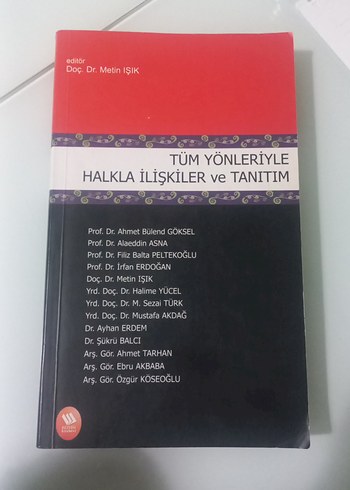 editör
Doç. Dr. Metin IŞIK
TÜM YÖNLERİYLE
HALKLA İLİŞKİLER ve TANITIM
Prof. Dr. Ahmet Bülend GÖKSEL
Prof. Dr. Alaeddin ASNA
Prof. Dr. Filiz Balta PELTEKOĞLU
Prof. Dr. İrfan ERDOĞAN
Doç. Dr. Metin IŞIK
Yrd. Doç. Dr. Halime YÜCEL
Yrd. Doç. Dr. M. Sezai TÜRK
Yrd. Doç. Dr. Mustafa AKDAĞ
Dr. Ayhan ERDEM
Dr. Şükrü BALCI
Arş. Gör. Ahmet TARHAN
Arş. Gör. Ebru AKBABA
Arş. Gör. Özgür KÖSEOĞLU